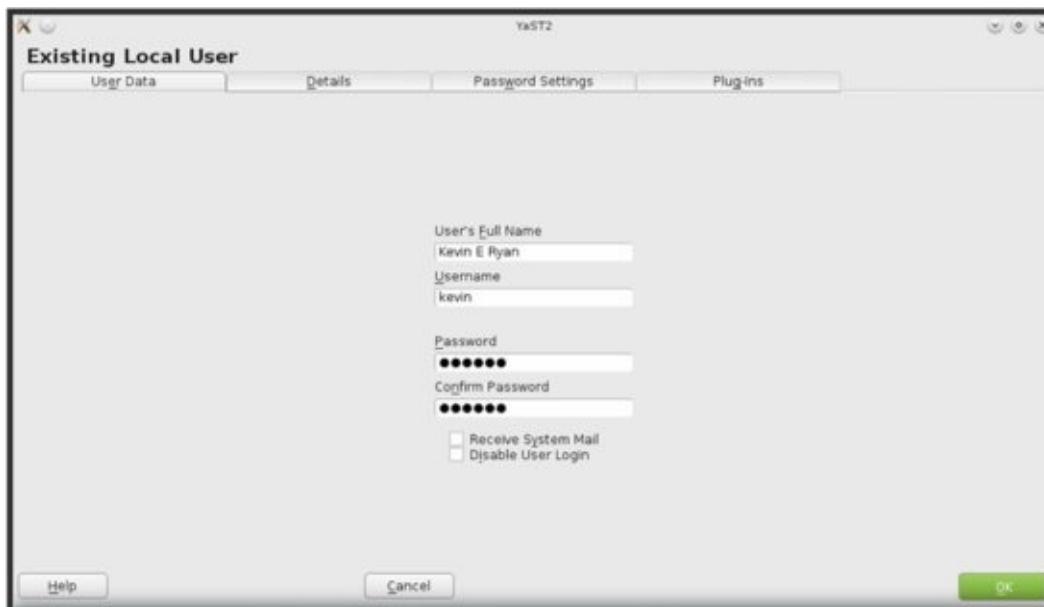 YaST2
Existing Local User
User Data
Details
Password Settings
Plug-ins
User's Full Name
Kevin E Ryan
Username
kevin
Password
●●●●●●
Confirm Password
●●●●●●
Receive System Mail
Disable User Login
Help
Cancel
OK